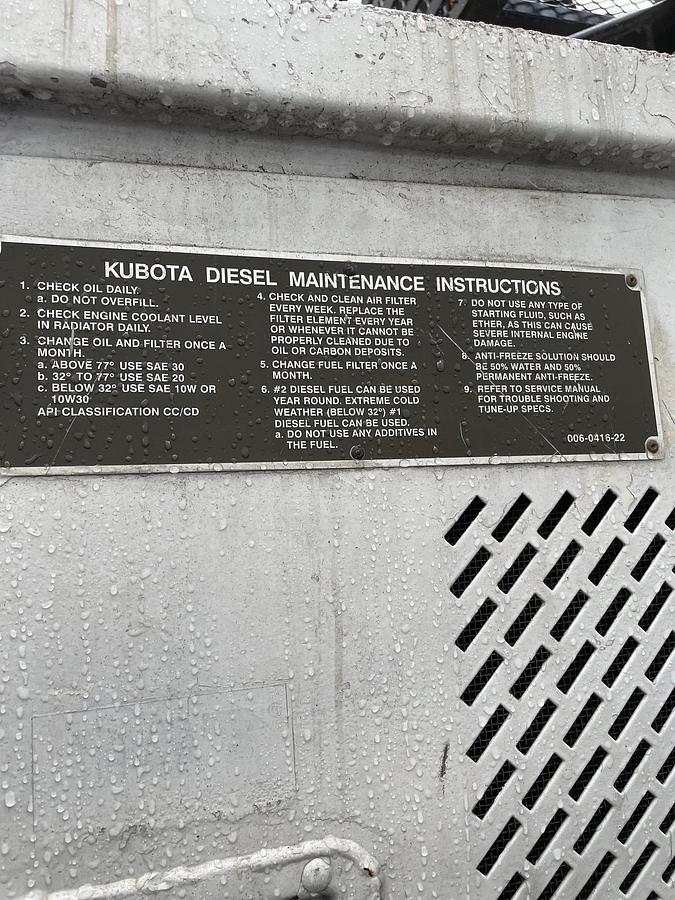 KUBOTA DIESEL MAINTENANCE INSTRUCTIONS
1. CHECK OIL DAILY.
a. DO NOT OVERFILL.
2. CHECK ENGINE COOLANT LEVEL
IN RADIATOR DAILY.
3. CHANGE OIL AND FILTER ONCE A
MONTH.
a. ABOVE 77° USE SAE 30
b. 32° TO 77° USE SAE 20
c. BELOW 32° USE SAE 10W OR
10W30
API CLASSIFICATION CC/CD
4. CHECK AND CLEAN AIR FILTER
EVERY WEEK. REPLACE THE
FILTER ELEMENT EVERY YEAR
OR WHENEVER IT CANNOT BE
PROPERLY CLEANED DUE TO
OIL OR CARBON DEPOSITS.
5. CHANGE FUEL FILTER ONCE A
MONTH.
6. #2 DIESEL FUEL CAN BE USED
YEAR ROUND. EXTREME COLD
WEATHER (BELOW 32°) #1
DIESEL FUEL CAN BE USED.
a. DO NOT USE ANY ADDITIVES IN
THE FUEL.
7. DO NOT USE ANY TYPE OF
STARTING FLUID, SUCH AS
ETHER, AS THIS CAN CAUSE
SEVERE INTERNAL ENGINE
DAMAGE.
8. ANTI-FREEZE SOLUTION SHOULD
BE 50% WATER AND 50%
PERMANENT ANTI-FREEZE.
9. REFER TO SERVICE MANUAL
FOR TROUBLE SHOOTING AND
TUNE-UP SPECS.
006-0416-22